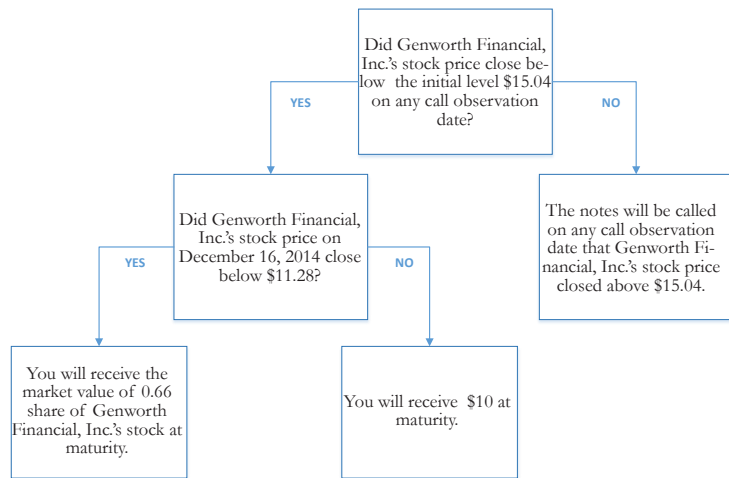 Did Genworth Financial,
Inc.'s stock price close be-
low the initial level $15.04
on any call observation
date?
YES
NO
Did Genworth Financial,
Inc.'s stock price on
December 16, 2014 close
below $11.28?
The notes will be called
on any call observation
date that Genworth Fi-
nancial, Inc.'s stock price
closed above $15.04.
YES
NO
You will receive the
market value of 0.66
share of Genworth
Financial, Inc.'s stock at
maturity.
You will receive $10 at
maturity.